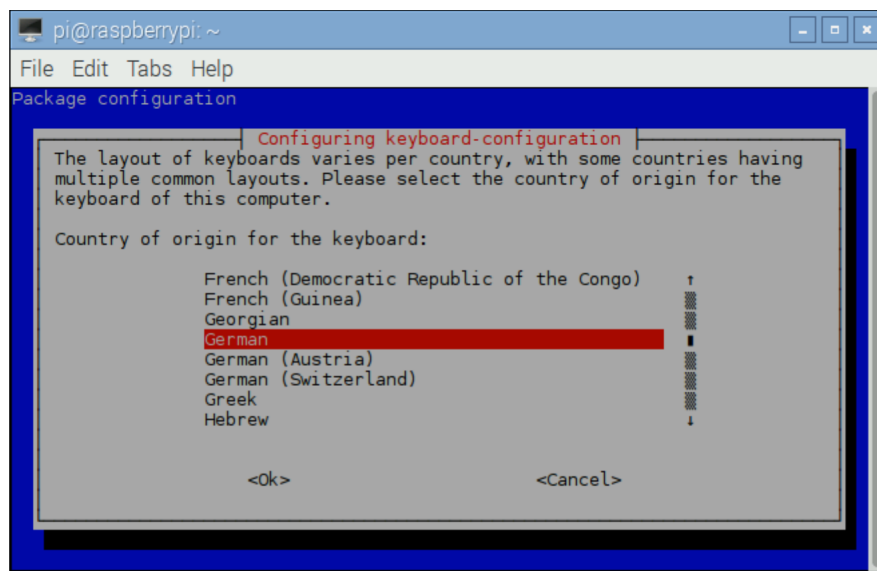 pi@raspberrypi: ~
File Edit Tabs Help
Package configuration
Configuring keyboard-configuration
The layout of keyboards varies per country, with some countries having
multiple common layouts. Please select the country of origin for the
keyboard of this computer.
Country of origin for the keyboard:
French (Democratic Republic of the Congo)
French (Guinea)
Georgian
German
German (Austria)
German (Switzerland)
Greek
Hebrew
<Ok> <Cancel>